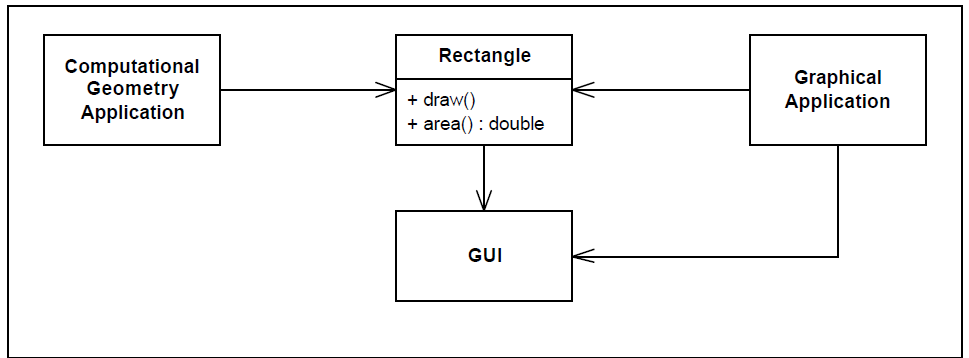 Computational
Geometry
Application
Rectangle
+ draw()
+ area() : double
Graphical
Application
GUI